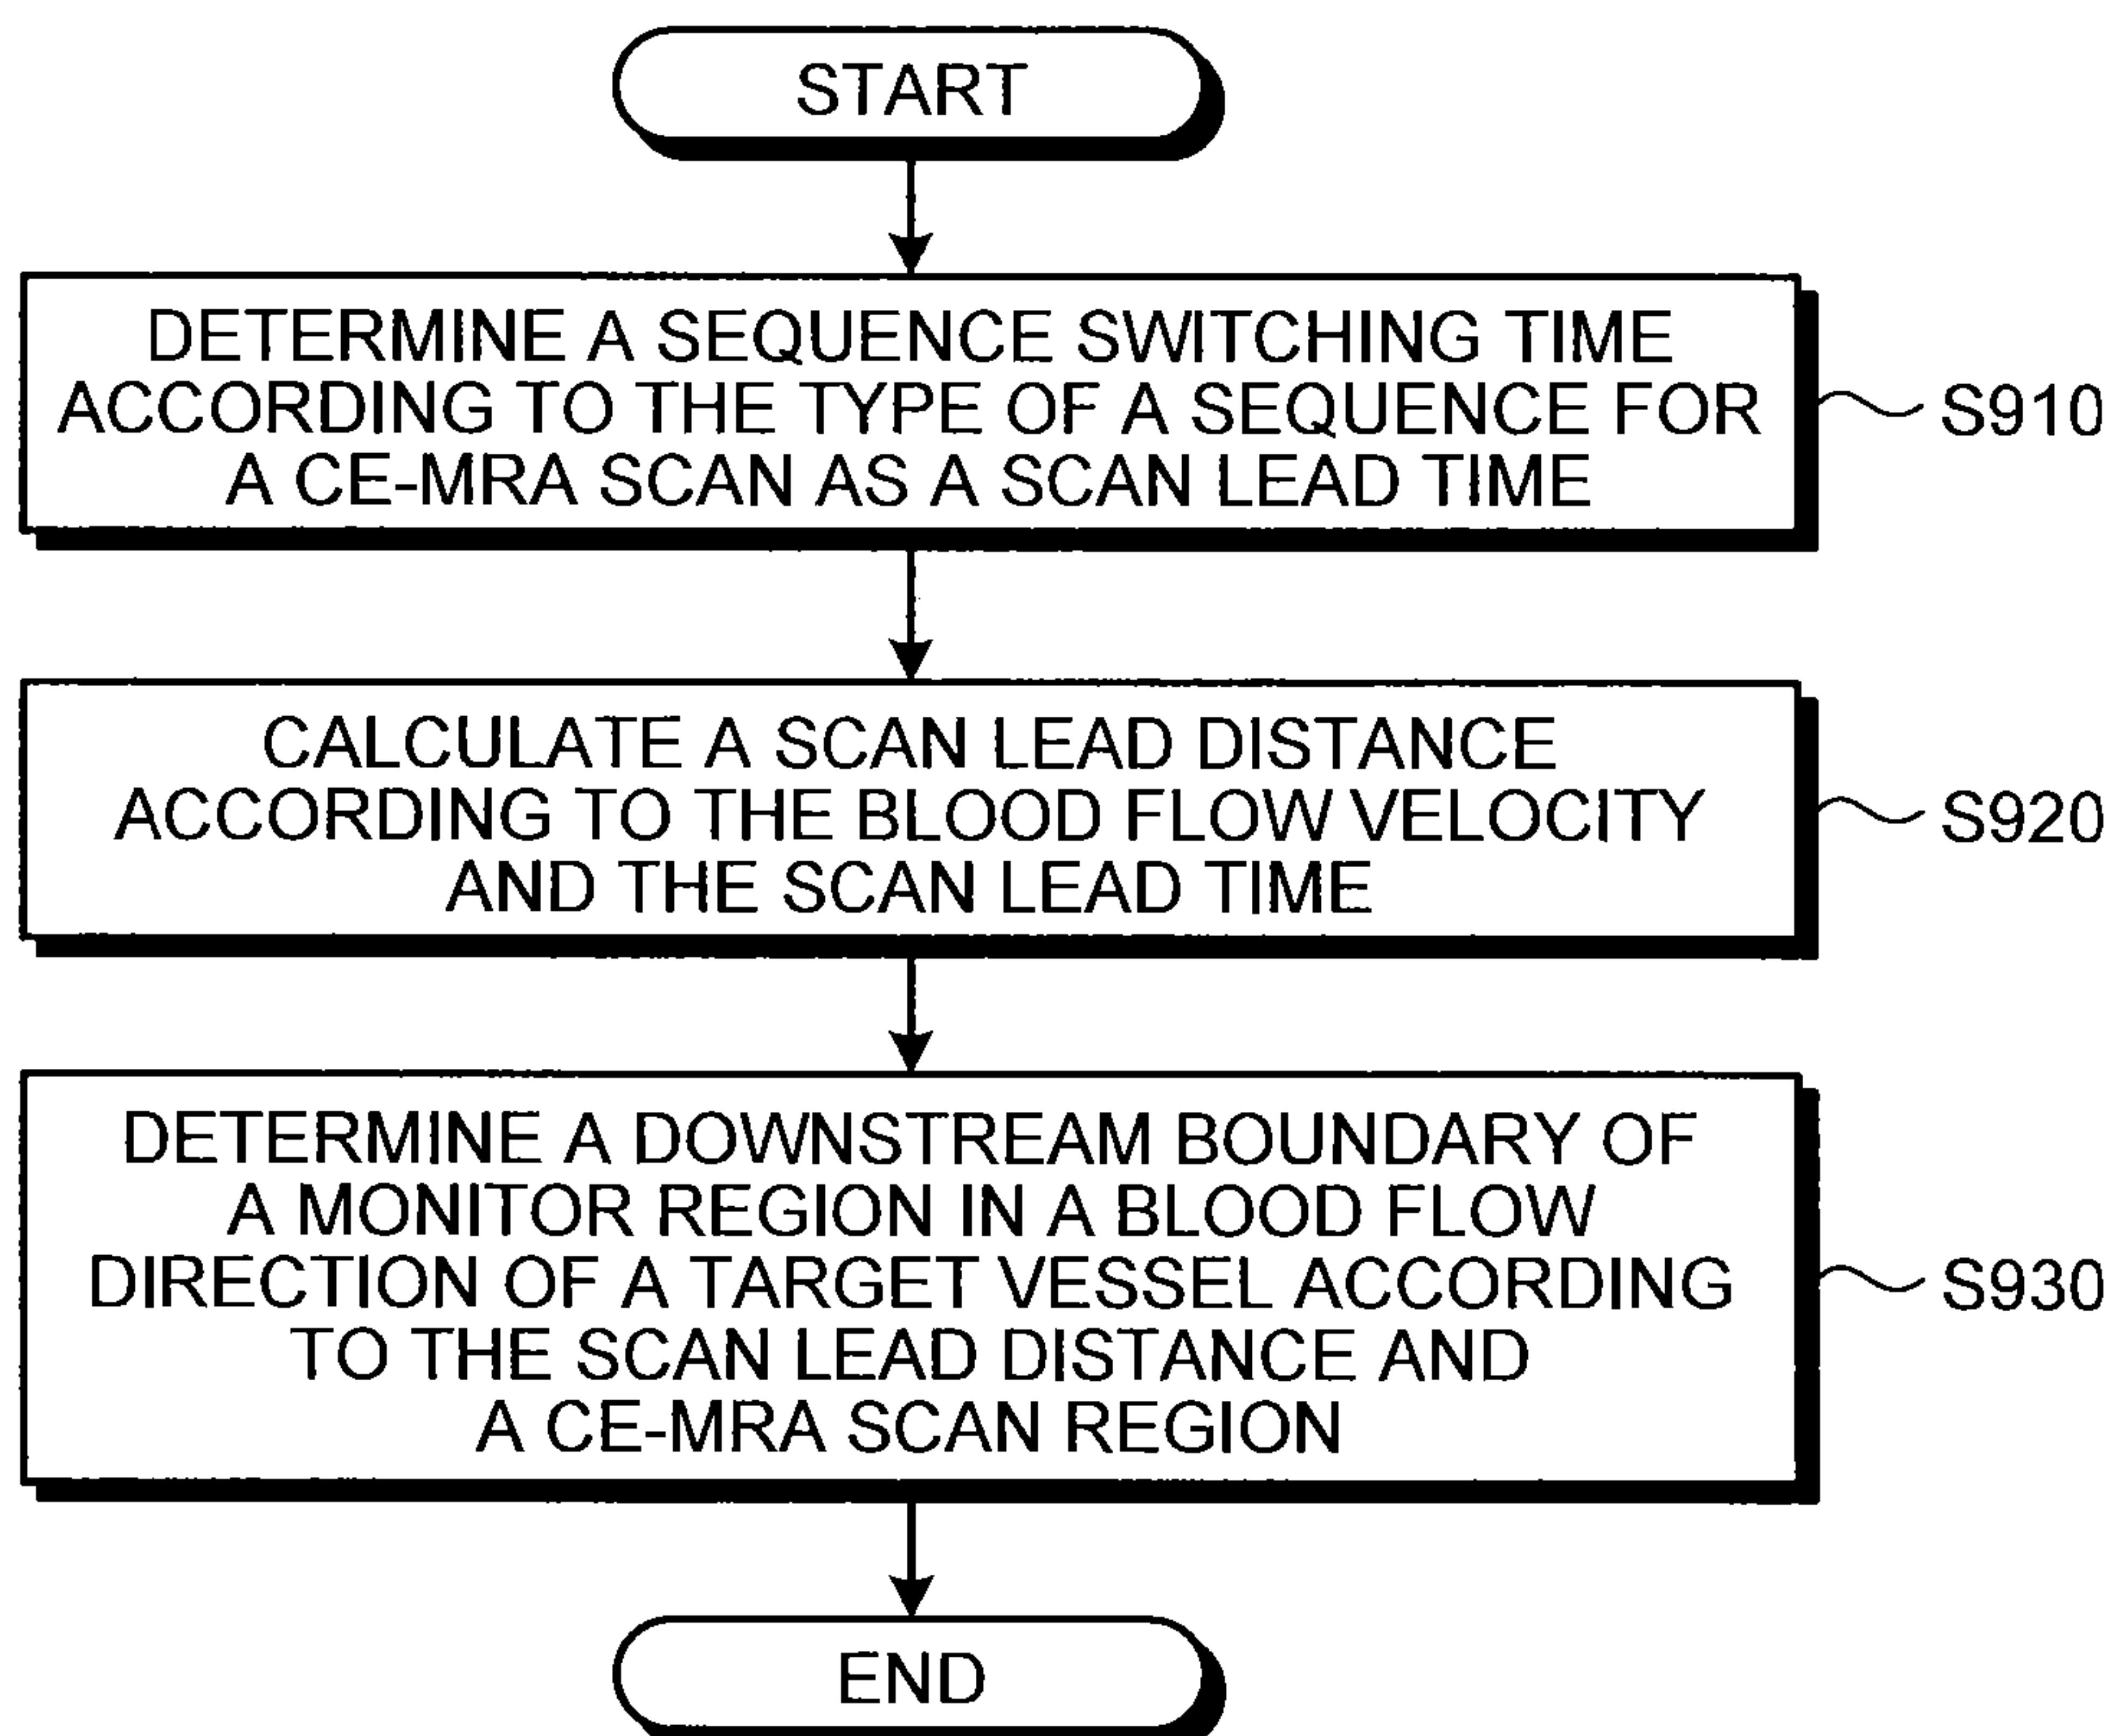 START
DETERMINE A SEQUENCE SWITCHING TIME
ACCORDING TO THE TYPE OF A SEQUENCE FOR
A CE-MRA SCAN AS A SCAN LEAD TIME
S910
CALCULATE A SCAN LEAD DISTANCE
ACCORDING TO THE BLOOD FLOW VELOCITY
AND THE SCAN LEAD TIME
S920
DETERMINE A DOWNSTREAM BOUNDARY OF
A MONITOR REGION IN A BLOOD FLOW
DIRECTION OF A TARGET VESSEL ACCORDING
TO THE SCAN LEAD DISTANCE AND
A CE-MRA SCAN REGION
S930
END